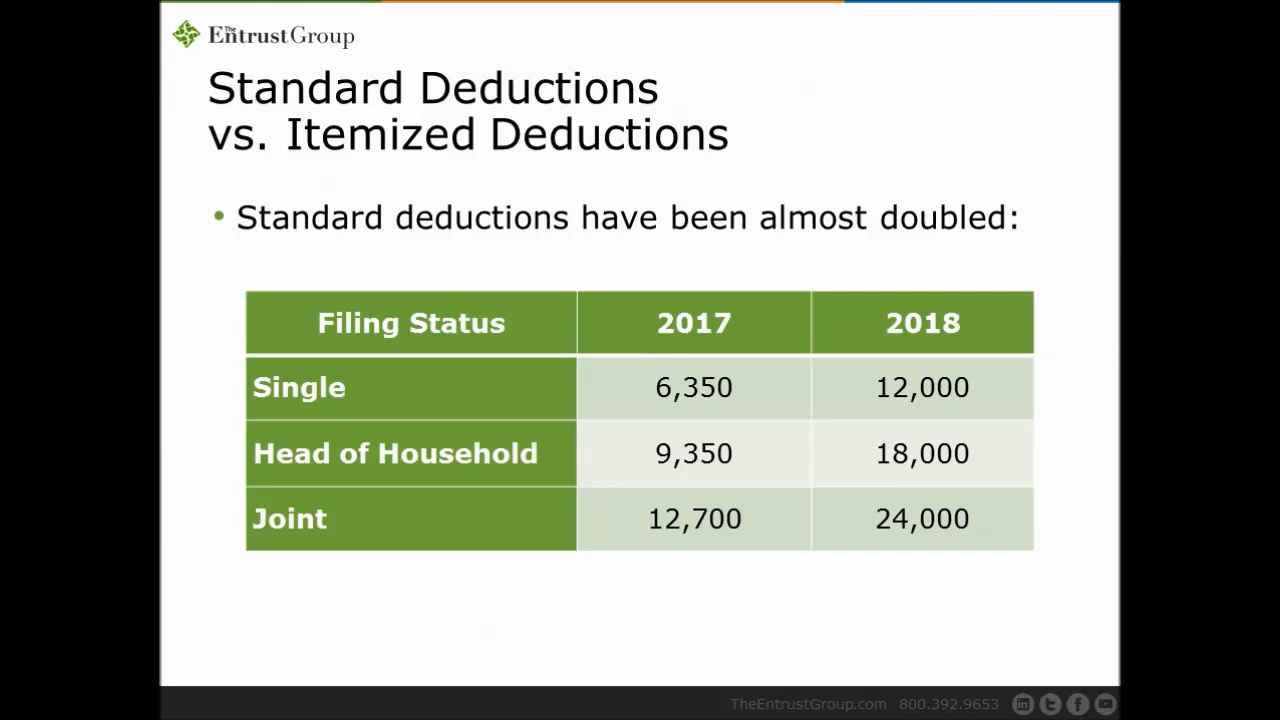 The EntrustGroup
Standard Deductions
vs. Itemized Deductions
• Standard deductions have been almost doubled:
Filing Status 2017 2018
Single 6,350 12,000
Head of Household 9,350 18,000
Joint 12,700 24,000
TheEntrustGroup.com 800.392.9653